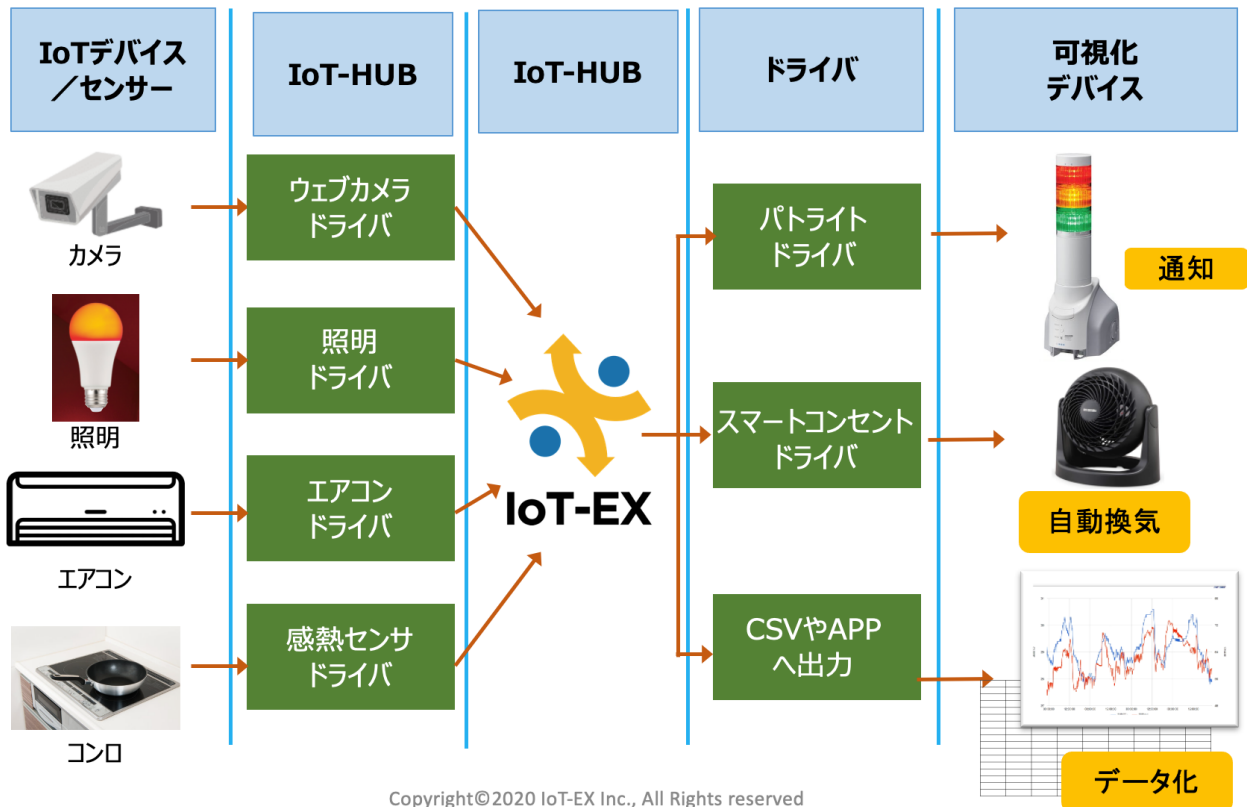 IoTデバイス
／センサー
IoT-HUB
IoT-HUB
ドライバ
可視化
デバイス
カメラ
ウェブカメラ
ドライバ
パトライト
ドライバ
通知
照明
照明
ドライバ
IoT-EX
スマートコンセント
ドライバ
自動換気
エアコン
エアコン
ドライバ
コンロ
感熱センサ
ドライバ
CSVやAPP
へ出力
データ化
Copyright©2020 IoT-EX Inc., All Rights reserved